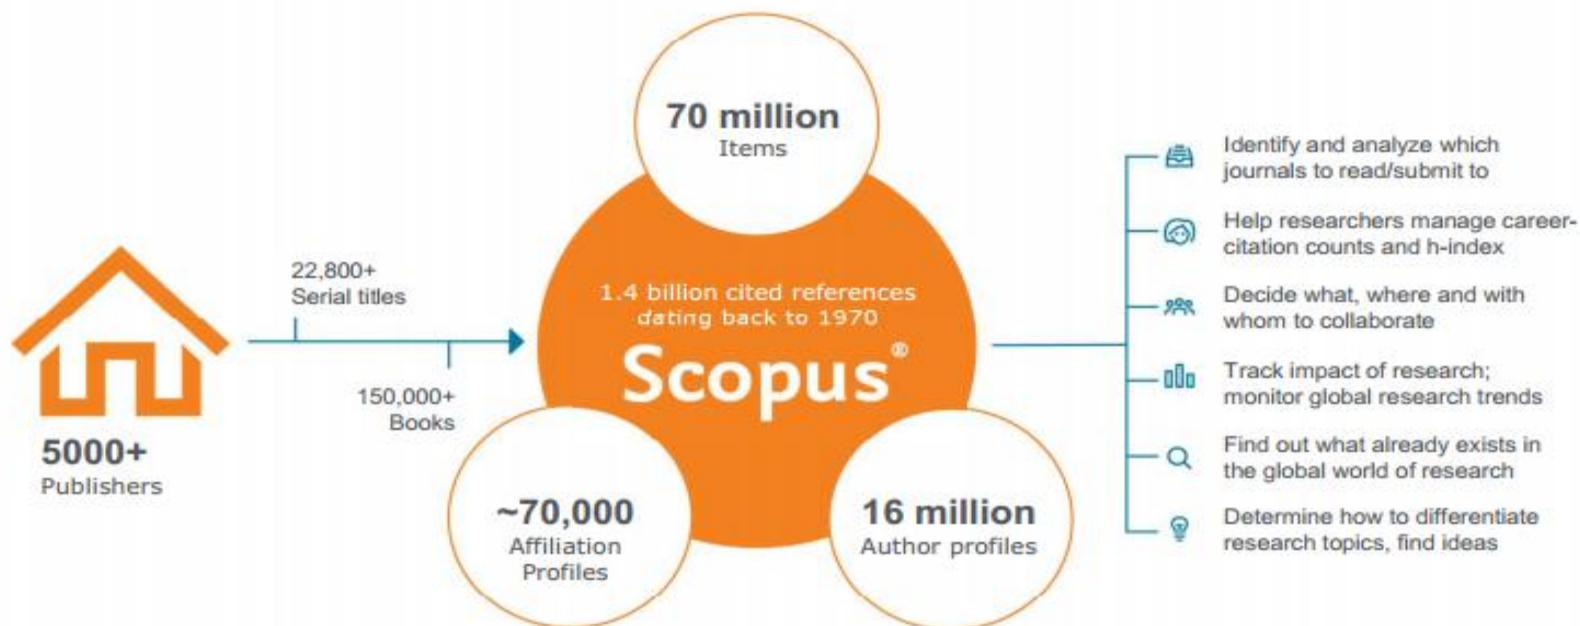 5000+
Publishers
22,800+
Serial titles
150,000+
Books
70 million
Items
1.4 billion cited references
dating back to 1970
Scopus®
~70,000
Affiliation
Profiles
16 million
Author profiles
Identify and analyze which
journals to read/submit to
Help researchers manage career-
citation counts and h-index
Decide what, where and with
whom to collaborate
Track impact of research;
monitor global research trends
Find out what already exists in
the global world of research
Determine how to differentiate
research topics, find ideas